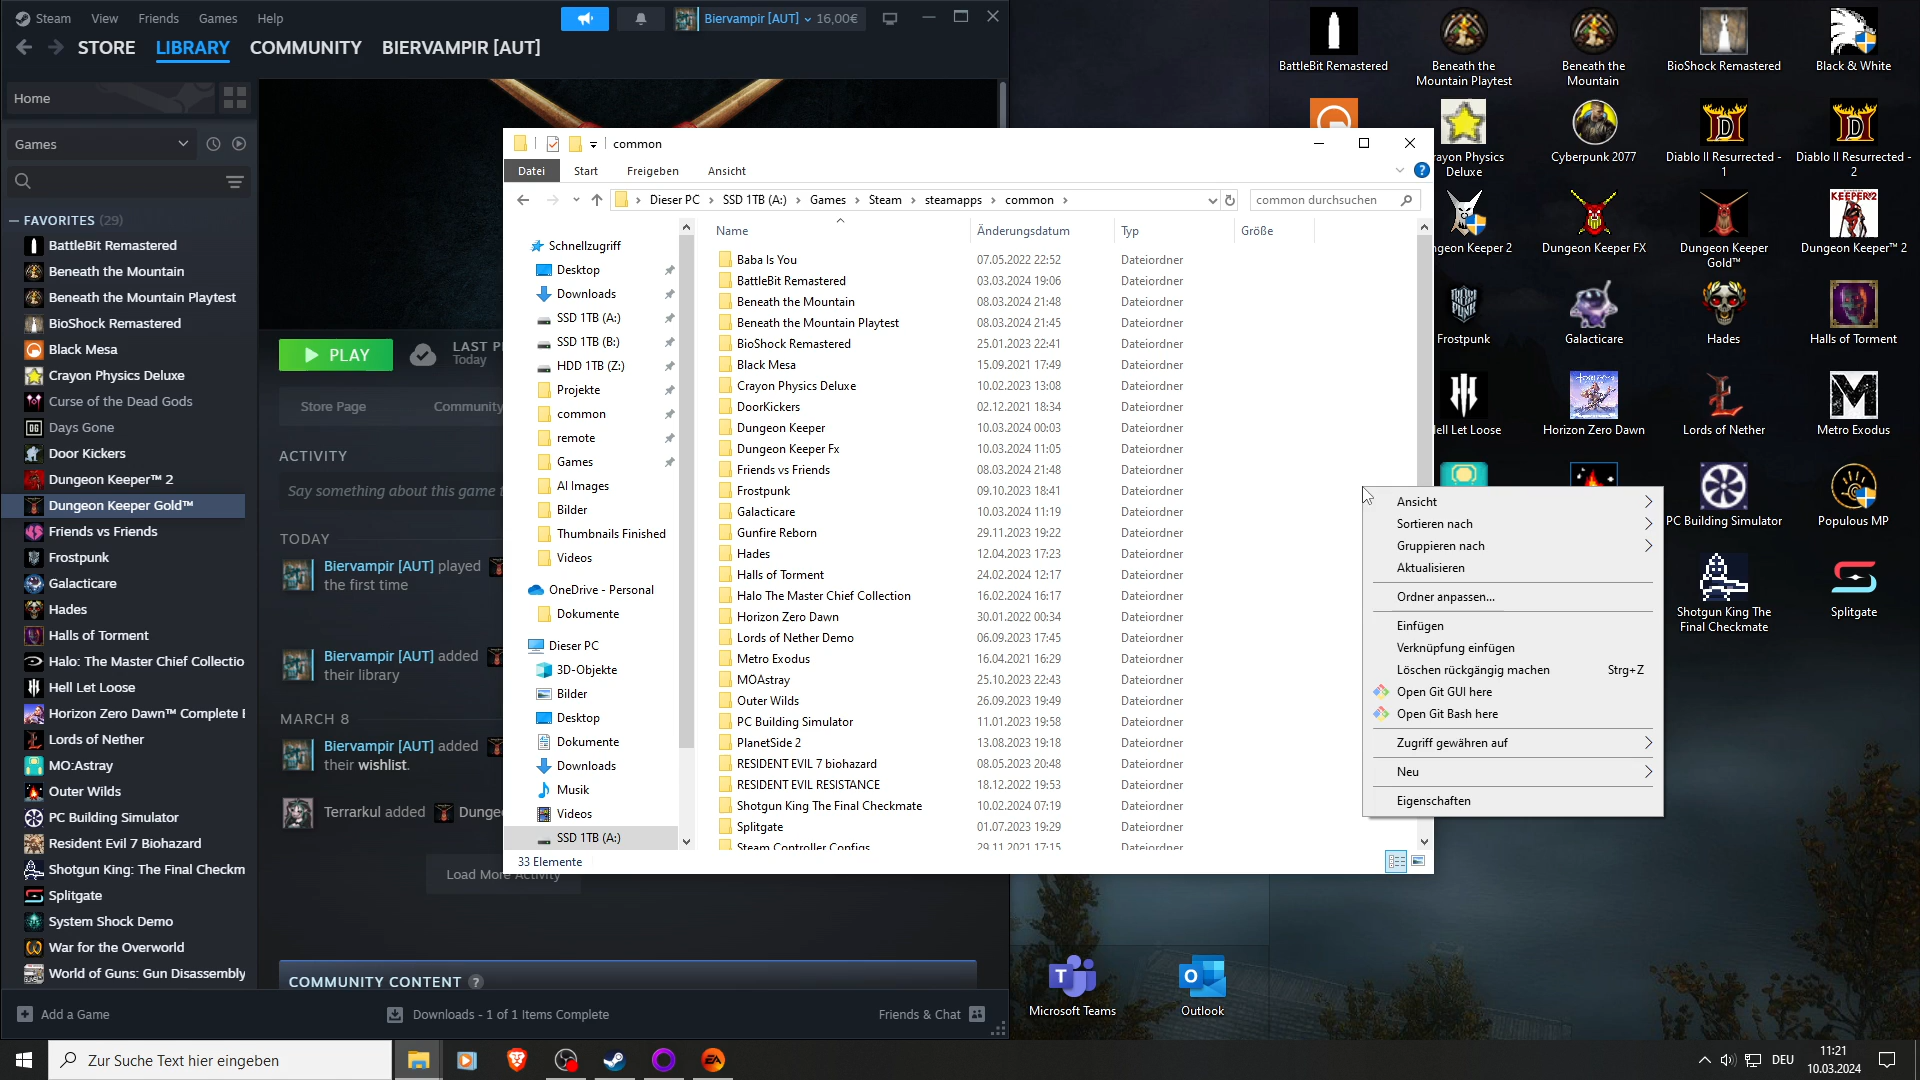 Steam
View
Friends
Games
Help
Biervampir [AUT]
16,00€
STORE
LIBRARY
COMMUNITY
BIERVAMPIR [AUT]
Home
Games
FAVORITES (29)
BattleBit Remastered
Beneath the Mountain
Beneath the Mountain Playtest
BioShock Remastered
Black Mesa
Crayon Physics Deluxe
Curse of the Dead Gods
Days Gone
Door Kickers
Dungeon Keeper™ 2
Dungeon Keeper Gold™
Friends vs Friends
Frostpunk
Galacticare
Hades
Halls of Torment
Halo: The Master Chief Collectio
Hell Let Loose
Horizon Zero Dawn™ Complete E
Lords of Nether
MO:Astray
Outer Wilds
PC Building Simulator
Resident Evil 7 Biohazard
Shotgun King: The Final Checkm
Splitgate
System Shock Demo
War for the Overworld
World of Guns: Gun Disassembly
PLAY
LAST P
Today
Store Page
Community
ACTIVITY
Say something about this game t
TODAY
Biervampir [AUT] played
the first time
Biervampir [AUT] added
their library
MARCH 8
Biervampir [AUT] added
their wishlist.
Terrarkul added
Dunge
Load More Activity
COMMUNITY CONTENT ?
Add a Game
Downloads - 1 of 1 Items Complete
Friends & Chat
common
Datei
Start
Freigeben
Ansicht
Dieser PC
SSD 1TB (A:)
Games
Steam
steamapps
common
common durchsuchen
Schnellzugriff
Desktop
Downloads
SSD 1TB (A:)
SSD 1TB (B:)
HDD 1TB (Z:)
Projekte
common
remote
Games
AI Images
Bilder
Thumbnails Finished
Videos
OneDrive - Personal
Dokumente
Dieser PC
3D-Objekte
Bilder
Desktop
Dokumente
Downloads
Musik
Videos
SSD 1TB (A:)
33 Elemente
Name Änderungsdatum Typ Größe
Baba Is You 07.05.2022 22:52 Dateiordner
BattleBit Remastered 03.03.2024 19:06 Dateiordner
Beneath the Mountain 08.03.2024 21:48 Dateiordner
Beneath the Mountain Playtest 08.03.2024 21:45 Dateiordner
BioShock Remastered 25.01.2023 22:41 Dateiordner
Black Mesa 15.09.2021 17:49 Dateiordner
Crayon Physics Deluxe 10.02.2023 13:08 Dateiordner
DoorKickers 02.12.2021 18:34 Dateiordner
Dungeon Keeper 10.03.2024 00:03 Dateiordner
Dungeon Keeper Fx 10.03.2024 11:05 Dateiordner
Friends vs Friends 08.03.2024 21:48 Dateiordner
Frostpunk 09.10.2023 18:41 Dateiordner
Galacticare 10.03.2024 11:19 Dateiordner
Gunfire Reborn 29.11.2023 19:22 Dateiordner
Hades 12.04.2023 17:23 Dateiordner
Halls of Torment 24.02.2024 12:17 Dateiordner
Halo The Master Chief Collection 16.02.2024 16:17 Dateiordner
Horizon Zero Dawn 30.01.2022 00:34 Dateiordner
Lords of Nether Demo 06.09.2023 17:45 Dateiordner
Metro Exodus 16.04.2021 16:29 Dateiordner
MOAstray 25.10.2023 22:43 Dateiordner
Outer Wilds 26.09.2023 19:49 Dateiordner
PC Building Simulator 11.01.2023 19:58 Dateiordner
PlanetSide 2 13.08.2023 19:18 Dateiordner
RESIDENT EVIL 7 biohazard 08.05.2023 20:48 Dateiordner
RESIDENT EVIL RESISTANCE 18.12.2022 19:53 Dateiordner
Shotgun King The Final Checkmate 10.02.2024 07:19 Dateiordner
Splitgate 01.07.2023 19:29 Dateiordner
Steam Controller Configs 29.11.2021 17:15 Dateiordner
Ansicht
Sortieren nach
Gruppieren nach
Aktualisieren
Ordner anpassen...
Einfügen
Verknüpfung einfügen
Löschen rückgängig machen Strg+Z
Open Git GUI here
Open Git Bash here
Zugriff gewähren auf
Neu
Eigenschaften
BattleBit Remastered
Beneath the
Mountain Playtest
Beneath the
Mountain
BioShock Remastered
Black & White
rayon Physics
Deluxe
Cyberpunk 2077
Diablo II Resurrected -
1
Diablo II Resurrected -
2
ngeon Keeper 2
Dungeon Keeper FX
Dungeon Keeper
Gold™
KEEPER 2
Dungeon Keeper™ 2
Frostpunk
Galacticare
Hades
Halls of Torment
ell Let Loose
Horizon Zero Dawn
Lords of Nether
Metro Exodus
PC Building Simulator
Populous MP
Shotgun King The
Final Checkmate
Splitgate
Microsoft Teams
Outlook
Zur Suche Text hier eingeben
EA
DEU
11:21
10.03.2024